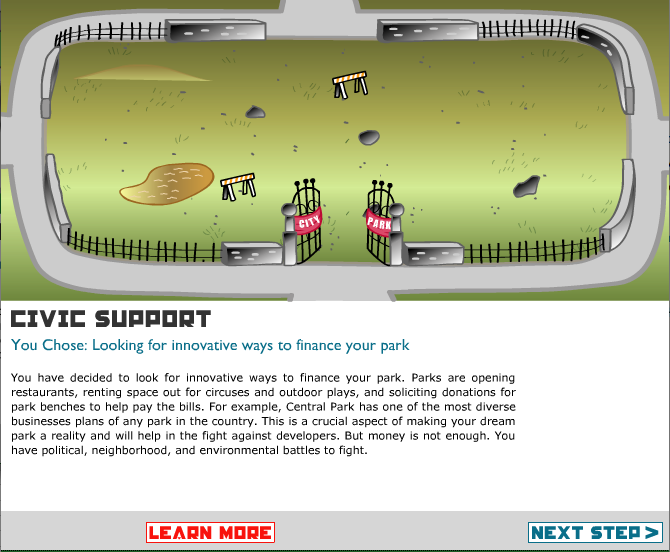 CITY PARK
CIVIC SUPPORT
You Chose: Looking for innovative ways to finance your park
You have decided to look for innovative ways to finance your park. Parks are opening
restaurants, renting space out for circuses and outdoor plays, and soliciting donations for
park benches to help pay the bills. For example, Central Park has one of the most diverse
businesses plans of any park in the country. This is a crucial aspect of making your dream
park a reality and will help in the fight against developers. But money is not enough. You
have political, neighborhood, and environmental battles to fight.
LEARN MORE
NEXT STEP >